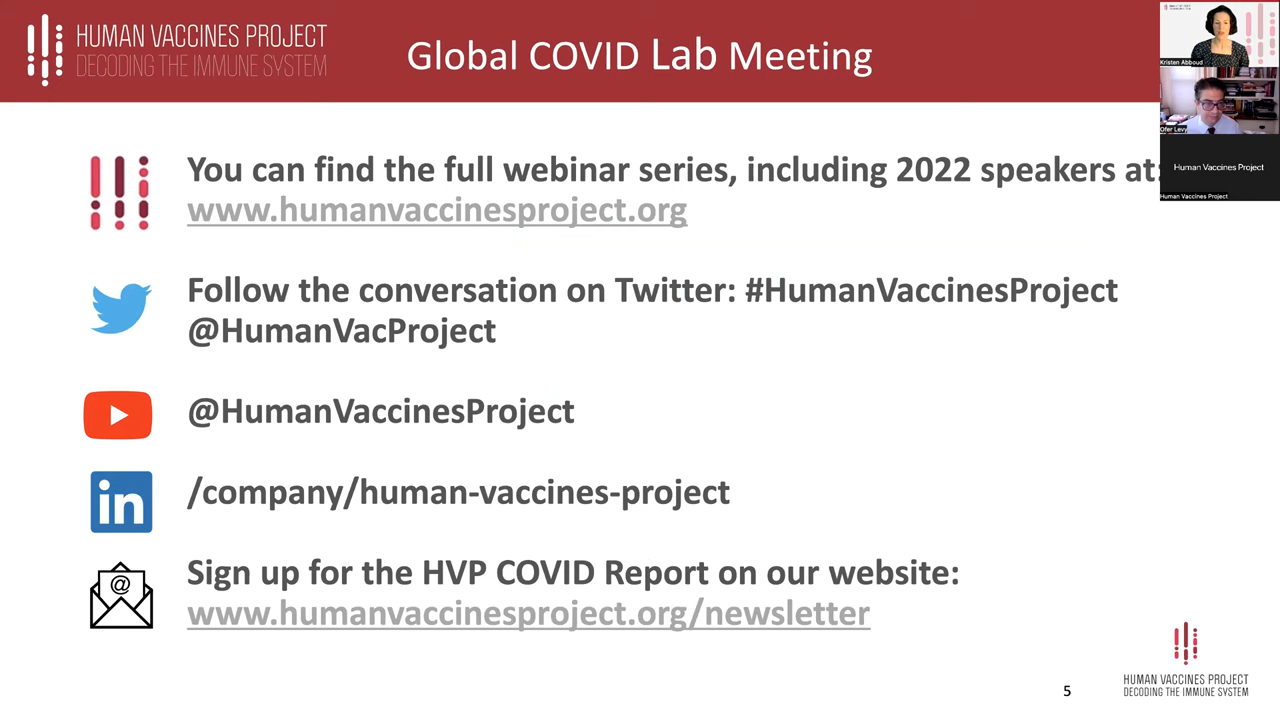 HUMAN VACCINES PROJECT
DECODING THE IMMUNE SYSTEM
Global COVID Lab Meeting
Kristen Abboud
Ofer Levy
Human Vaccines Project
Human Vaccines Project
You can find the full webinar series, including 2022 speakers at:
www.humanvaccinesproject.org
Follow the conversation on Twitter: #HumanVaccinesProject
@HumanVacProject
@HumanVaccinesProject
in
/company/human-vaccines-project
@
Sign up for the HVP COVID Report on our website:
www.humanvaccinesproject.org/newsletter
5
HUMAN VACCINES PROJECT
DECODING THE IMMUNE SYSTEM